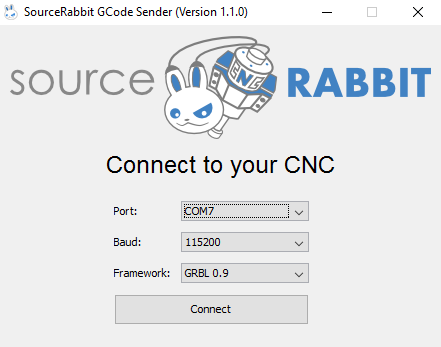 SourceRabbit GCode Sender (Version 1.1.0)
source CNC RABBIT
Connect to your CNC
Port: COM7
Baud: 115200
Framework: GRBL 0.9
Connect